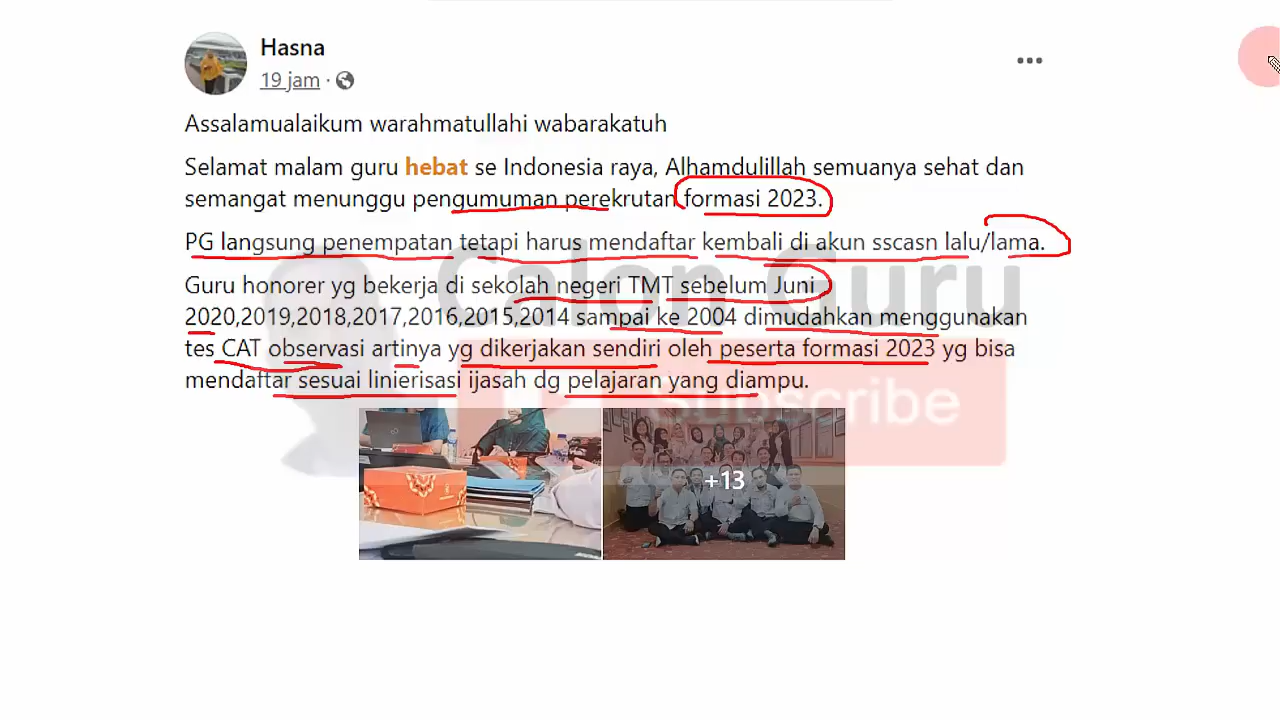 Hasna
19 jam ·
Assalamualaikum warahmatullahi wabarakatuh
Selamat malam guru hebat se Indonesia raya, Alhamdulillah semuanya sehat dan
semangat menunggu pengumuman perekrutan formasi 2023.
PG langsung penempatan tetapi harus mendaftar kembali di akun sscasn lalu/lama.
Guru honorer yg bekerja di sekolah negeri TMT sebelum Juni
2020,2019,2018,2017,2016,2015,2014 sampai ke 2004 dimudahkan menggunakan
tes CAT observasi artinya yg dikerjakan sendiri oleh peserta formasi 2023 yg bisa
mendaftar sesuai linierisasi ijasah dg pelajaran yang diampu.
Calon Guru
Subscribe
+13